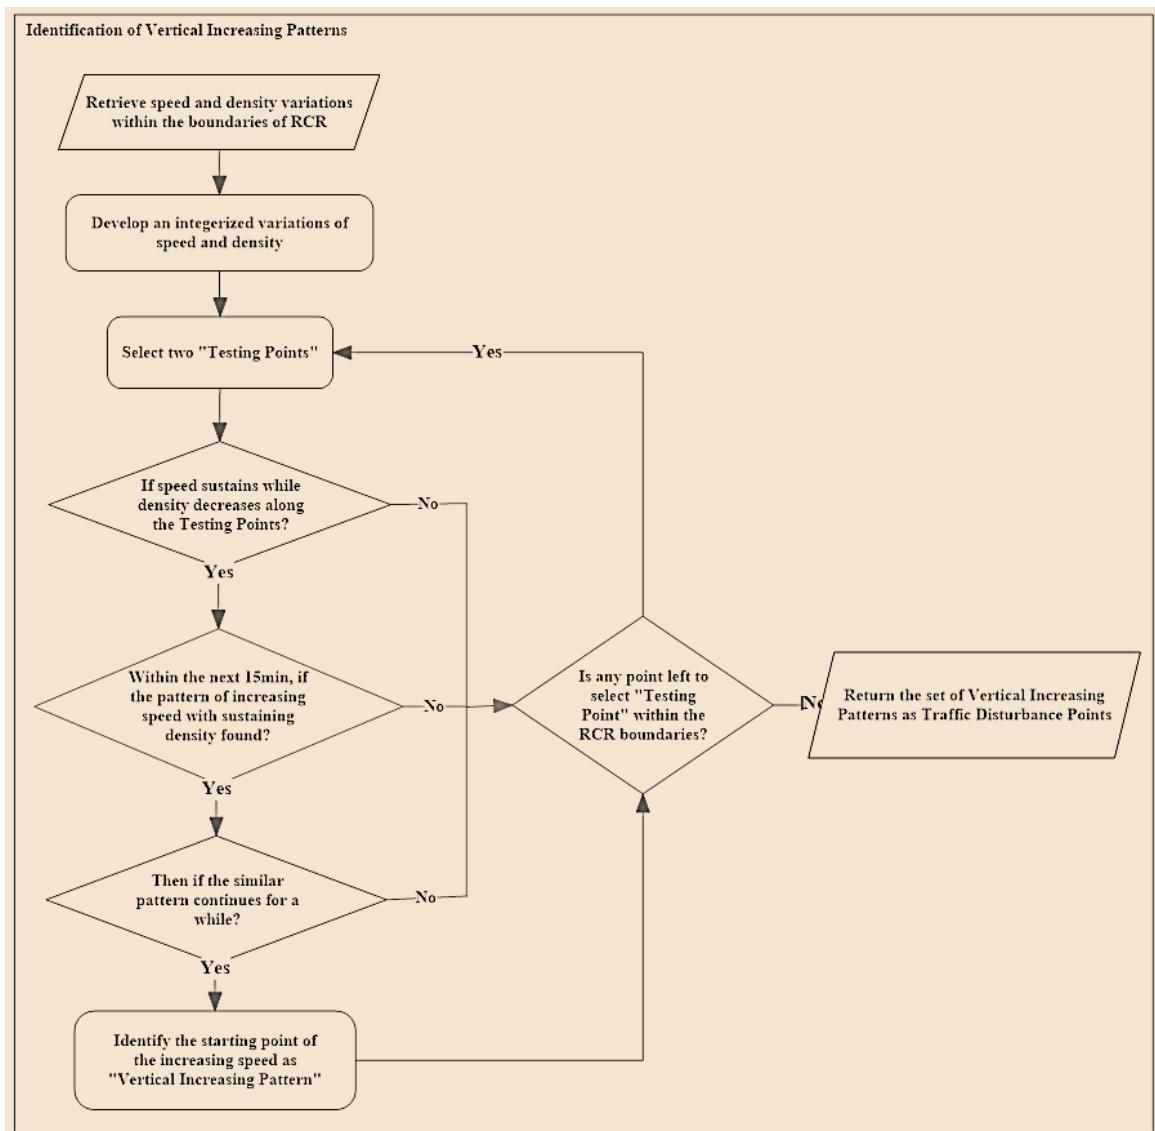 Identification of Vertical Increasing Patterns
Retrieve speed and density variations
within the boundaries of RCR
Develop an integerized variations of
speed and density
Select two "Testing Points"
Yes
If speed sustains while
density decreases along
the Testing Points?
No
Yes
Within the next 15min, if
the pattern of increasing
speed with sustaining
density found?
No
Yes
Is any point left to
select "Testing
Point" within the
RCR boundaries?
No
Return the set of Vertical Increasing
Patterns as Traffic Disturbance Points
Then if the similar
pattern continues for a
while?
No
Yes
Identify the starting point of
the increasing speed as
"Vertical Increasing Pattern"